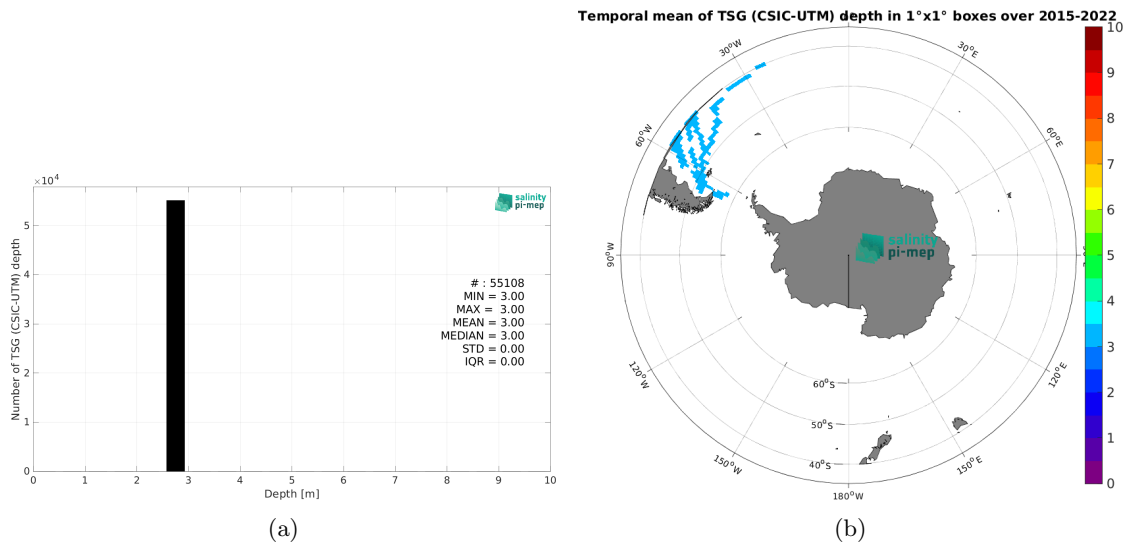 Temporal mean of TSG (CSIC-UTM) depth in 1°x1° boxes over 2015-2022
×10⁴
5
4
3
2
1
0
Number of TSG (CSIC-UTM) depth
salinity
pi-mep
# : 55108
MIN = 3.00
MAX = 3.00
MEAN = 3.00
MEDIAN = 3.00
STD = 0.00
IQR = 0.00
0 1 2 3 4 5 6 7 8 9 10
Depth [m]
(a)
30°W
30°E
60°W
60°E
90°W
120°W
120°E
150°W
150°E
180°W
60°S
50°S
40°S
salinity
pi-mep
10
9
8
7
6
5
4
3
2
1
0
(b)